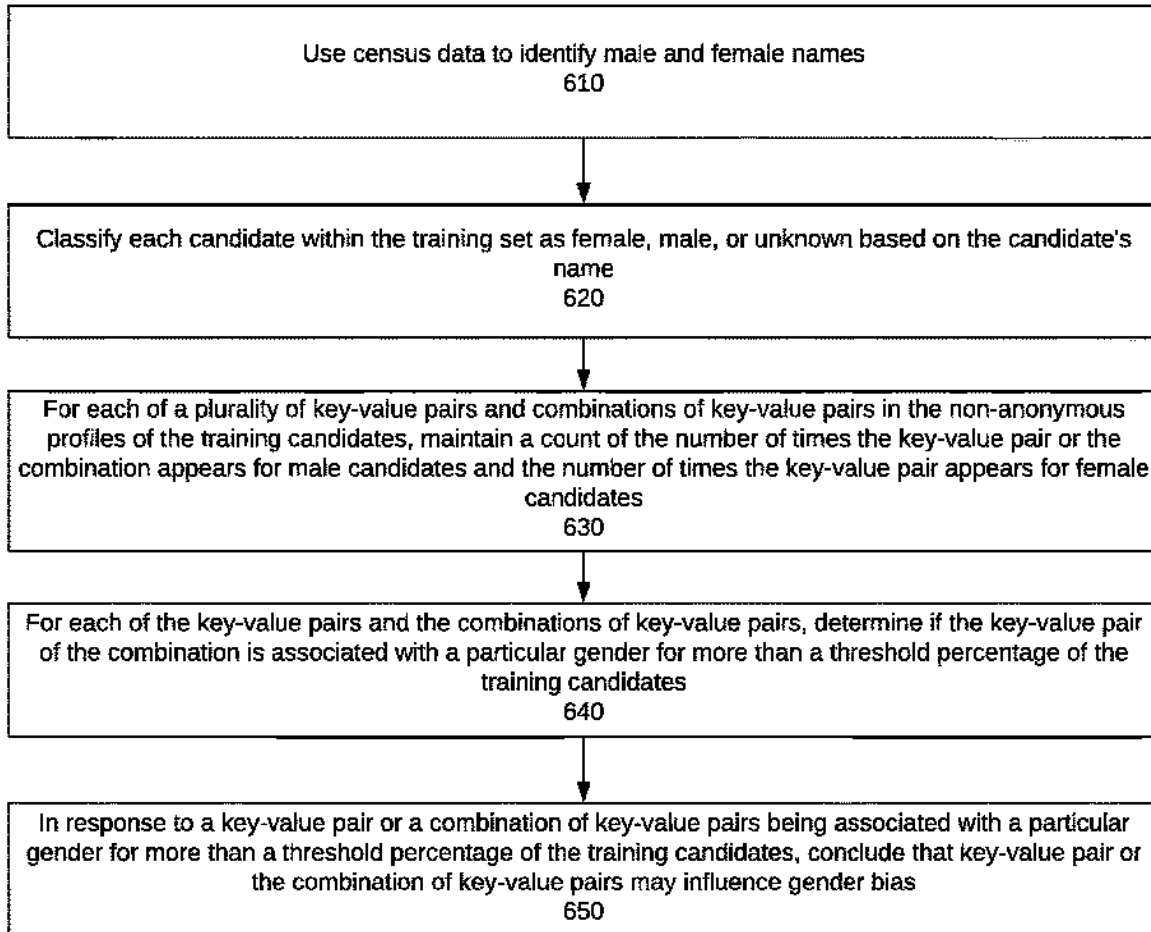 Use census data to identify male and female names
610
Classify each candidate within the training set as female, male, or unknown based on the candidate's
name
620
For each of a plurality of key-value pairs and combinations of key-value pairs in the non-anonymous
profiles of the training candidates, maintain a count of the number of times the key-value pair or the
combination appears for male candidates and the number of times the key-value pair appears for female
candidates
630
For each of the key-value pairs and the combinations of key-value pairs, determine if the key-value pair
of the combination is associated with a particular gender for more than a threshold percentage of the
training candidates
640
In response to a key-value pair or a combination of key-value pairs being associated with a particular
gender for more than a threshold percentage of the training candidates, conclude that key-value pair or
the combination of key-value pairs may influence gender bias
650